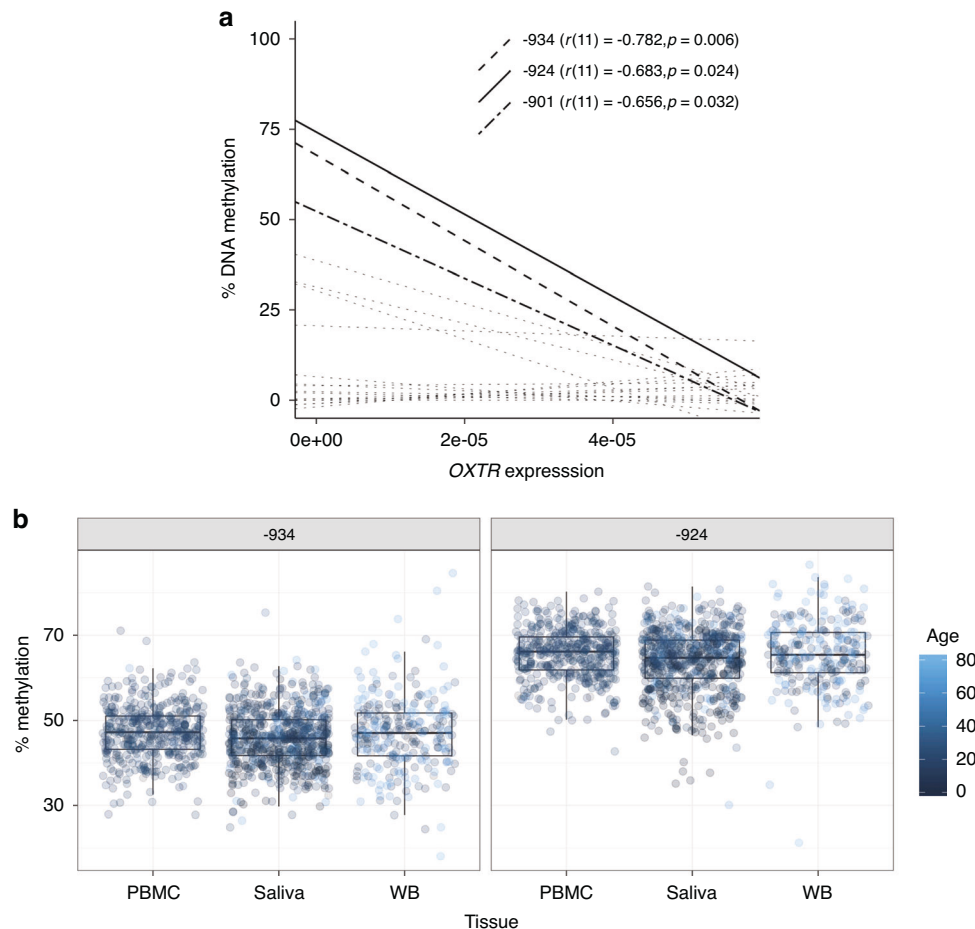 a
100
75
50
25
0
% DNA methylation
-934 (r(11) = -0.782,p = 0.006)
-924 (r(11) = -0.683,p = 0.024)
-901 (r(11) = -0.656,p = 0.032)
0e+00 2e-05 4e-05
OXTR expresssion
b
-934 -924
70
50
30
% methylation
PBMC Saliva WB PBMC Saliva WB
Tissue
Age
80
60
40
20
0